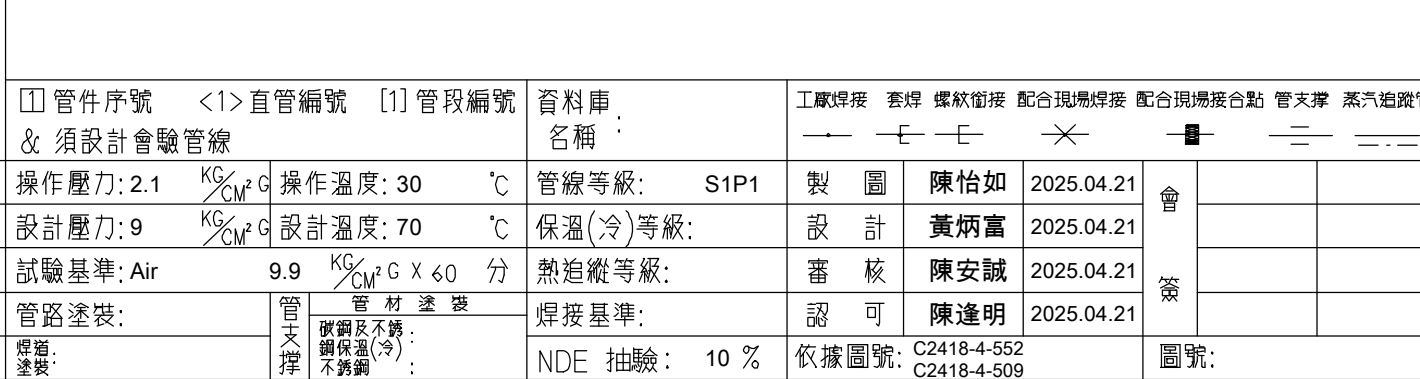 1 管件序號 <1>直管編號 [1]管段編號
& 須設計會驗管線
資料庫
名稱 :
工廠焊接 套焊 螺紋銜接 配合現場焊接 配合現場接合點 管支撐 蒸汽追蹤
操作壓力: 2.1 KG/CM² G 操作溫度: 30 °C 管線等級: S1P1 製圖 陳怡如 2025.04.21 會簽
設計壓力: 9 KG/CM² G 設計溫度: 70 °C 保溫(冷)等級: 設計 黃炳富 2025.04.21
試驗基準: Air 9.9 KG/CM² G X 60 分 熱追縱等級: 審核 陳安誠 2025.04.21
管路塗裝: 管支撐 管材塗裝 焊接基準: 認可 陳逢明 2025.04.21
碳鋼及不銹 :
鋼保溫(冷)
不銹鋼 :
焊道
塗裝:
NDE 抽驗: 10 % 依據圖號: C2418-4-552
C2418-4-509
圖號: